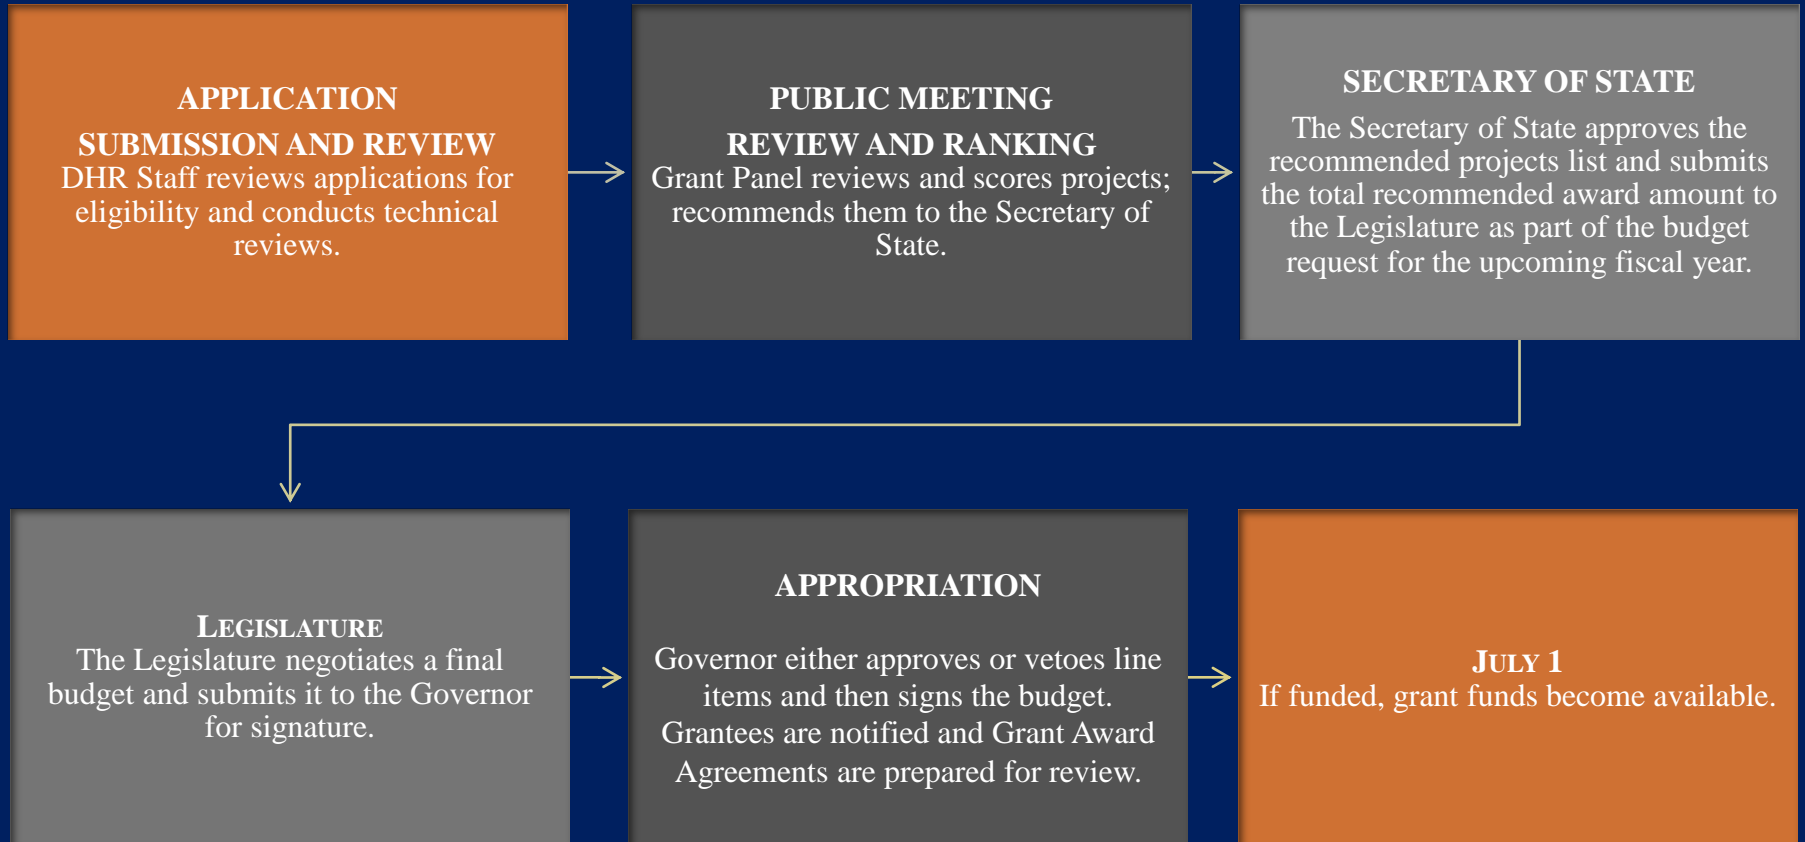 APPLICATION
SUBMISSION AND REVIEW
DHR Staff reviews applications for
eligibility and conducts technical
reviews.
PUBLIC MEETING
REVIEW AND RANKING
Grant Panel reviews and scores projects;
recommends them to the Secretary of
State.
SECRETARY OF STATE
The Secretary of State approves the
recommended projects list and submits
the total recommended award amount to
the Legislature as part of the budget
request for the upcoming fiscal year.
LEGISLATURE
The Legislature negotiates a final
budget and submits it to the Governor
for signature.
APPROPRIATION
Governor either approves or vetoes line
items and then signs the budget.
Grantees are notified and Grant Award
Agreements are prepared for review.
JULY 1
If funded, grant funds become available.